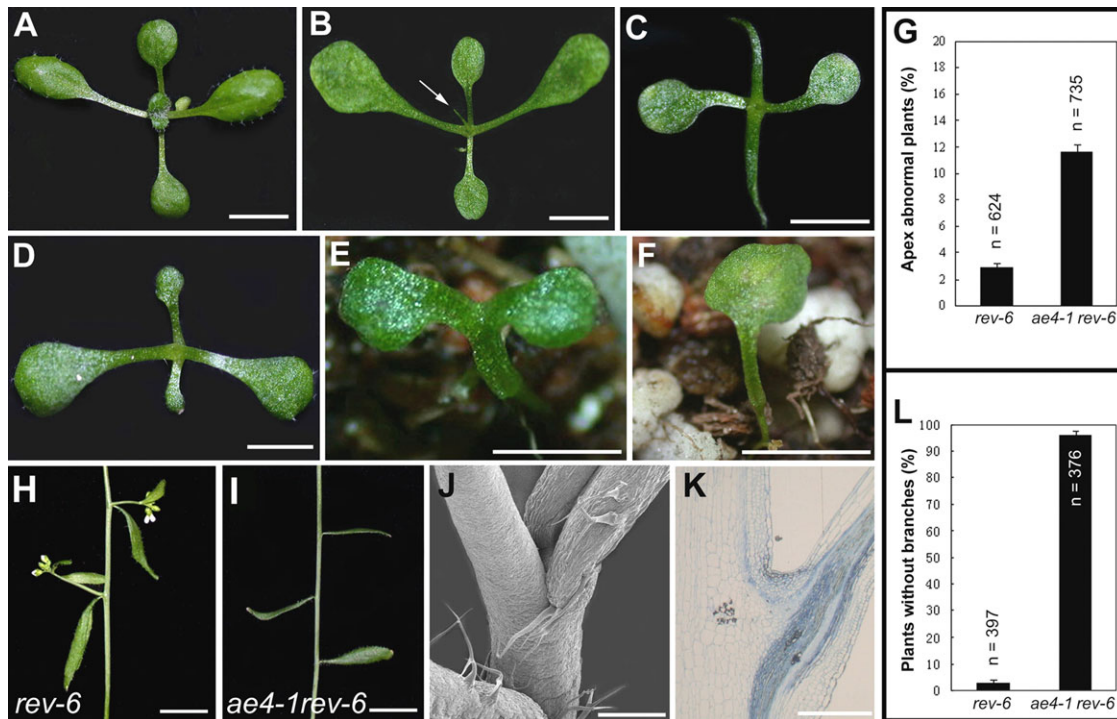 A
B
C
D
E
F
G
Apex abnormal plants (%)
20
18
16
14
12
10
8
6
4
2
0
n = 624
n = 735
rev-6
ae4-1 rev-6
H
rev-6
I
ae4-1rev-6
J
K
L
Plants without branches (%)
100
90
80
70
60
50
40
30
20
10
0
n = 397
n = 376
rev-6
ae4-1 rev-6